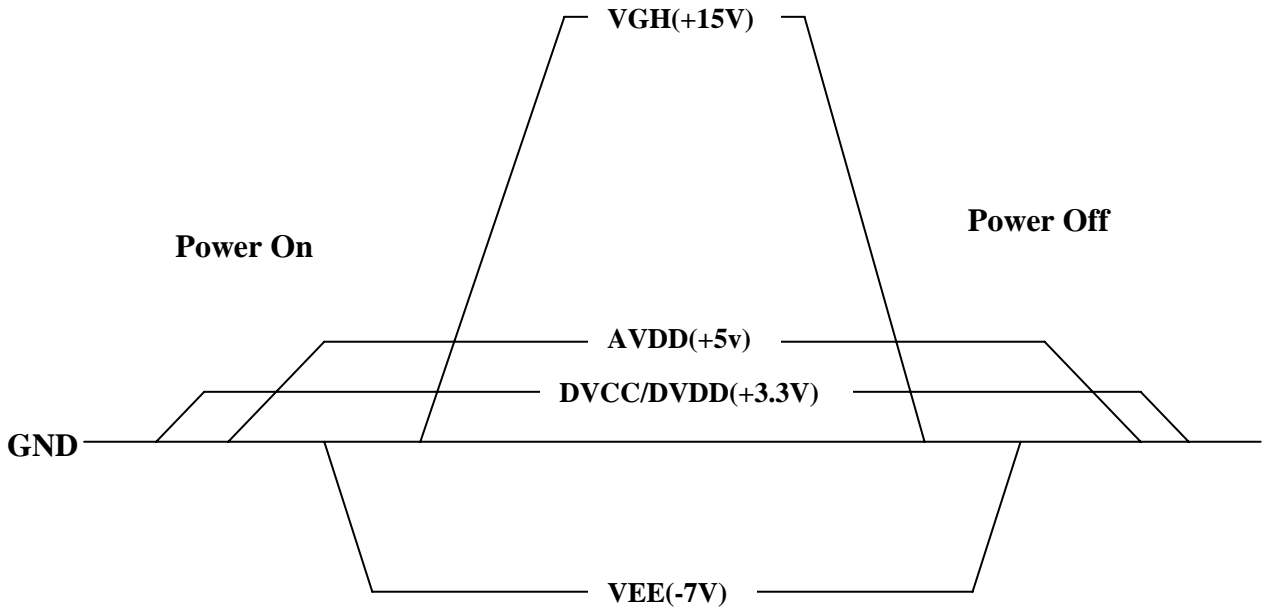 VGH(+15V)
Power On
Power Off
AVDD(+5v)
DVCC/DVDD(+3.3V)
GND
VEE(-7V)